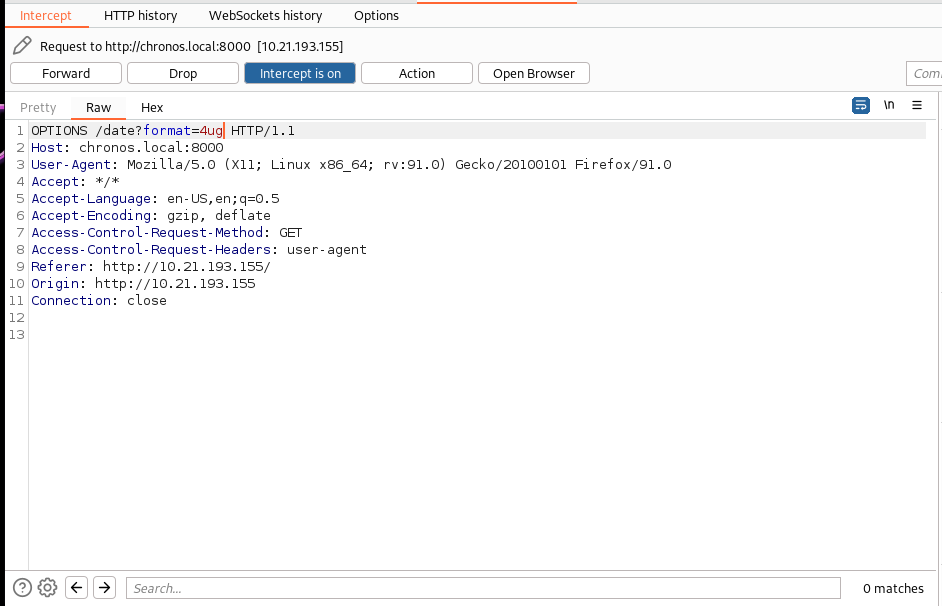 Intercept HTTP history WebSockets history Options
Request to http://chronos.local:8000 [10.21.193.155]
Forward Drop Intercept is on Action Open Browser Com
Pretty Raw Hex \n
1 OPTIONS /date?format=4ug HTTP/1.1
2 Host: chronos.local:8000
3 User-Agent: Mozilla/5.0 (X11; Linux x86_64; rv:91.0) Gecko/20100101 Firefox/91.0
4 Accept: */*
5 Accept-Language: en-US,en;q=0.5
6 Accept-Encoding: gzip, deflate
7 Access-Control-Request-Method: GET
8 Access-Control-Request-Headers: user-agent
9 Referer: http://10.21.193.155/
10 Origin: http://10.21.193.155
11 Connection: close
12
13
Search... 0 matches